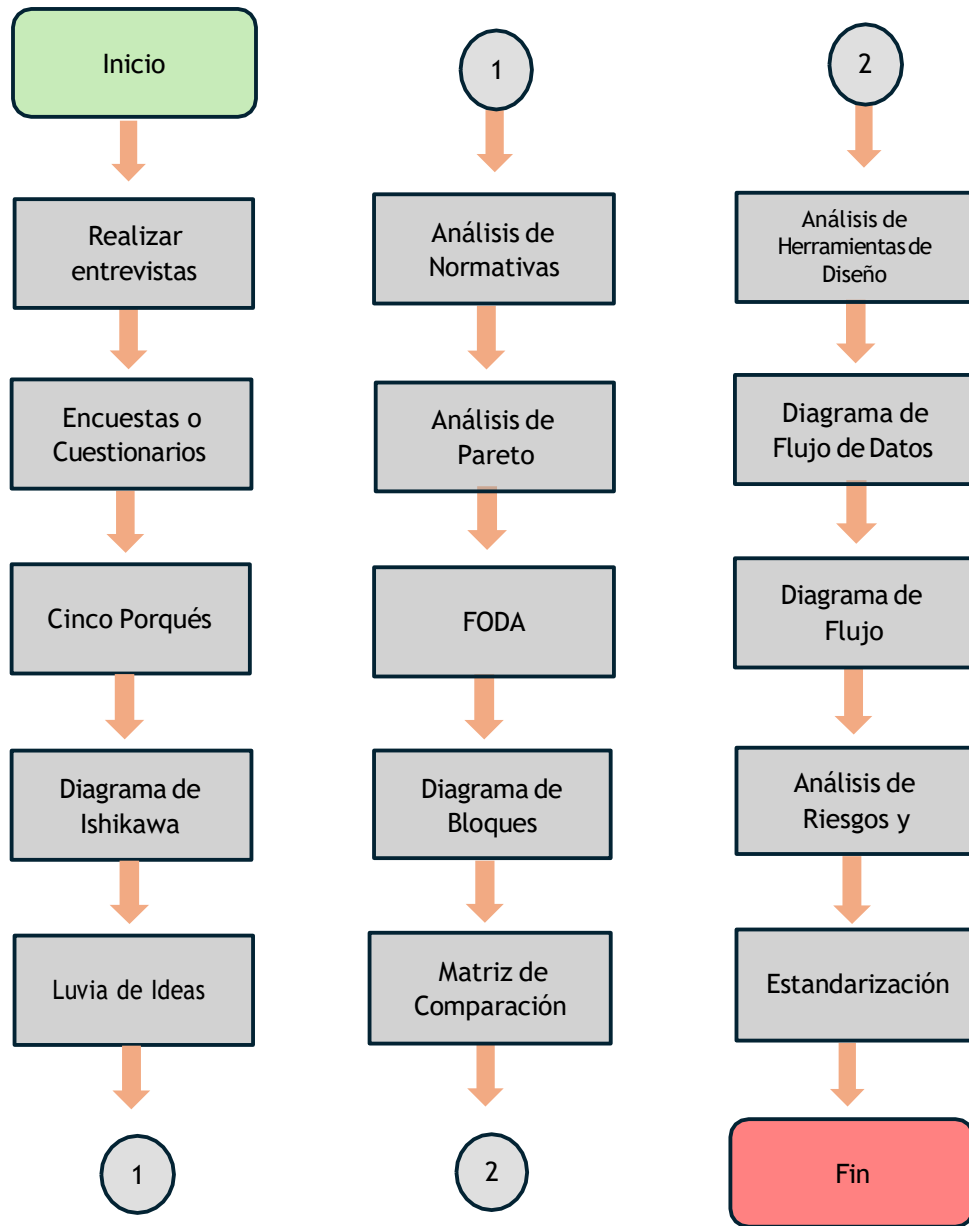 Inicio
Realizar
entrevistas
Encuestas o
Cuestionarios
Cinco Porqués
Diagrama de
Ishikawa
Luvia de Ideas
1
1
Análisis de
Normativas
Análisis de
Pareto
FODA
Diagrama de
Bloques
Matriz de
Comparación
2
2
Análisis de
Herramientas de
Diseño
Diagrama de
Flujo de Datos
Diagrama de
Flujo
Análisis de
Riesgos y
Estandarización
Fin